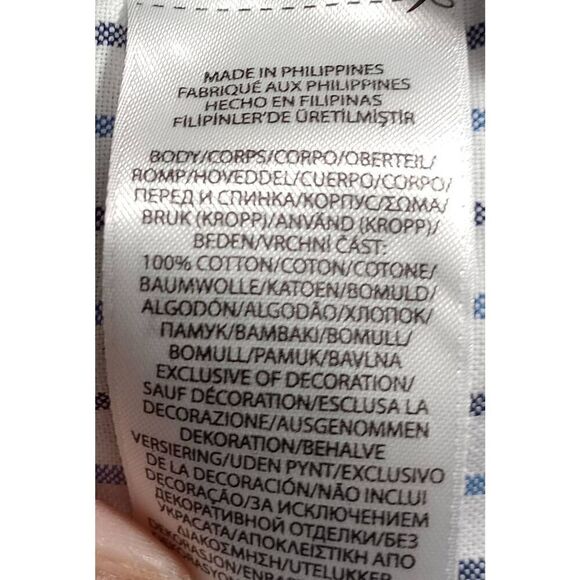 MADE IN PHILIPPINES
FABRIQUÉ AUX PHILIPPINES
HECHO EN FILIPINAS
FİLİPİNLER'DE ÜRETİLMİŞTİR
BODY/CORPS/CORPO/OBERTEIL/
ROMP/HOVEDDEL/CUERPO/CORPO/
ПЕРЕД И СПИНКА/КОРПУС/ΣΩΜΑ/
BRUK (KROPP)/ANVÄND (KROPP)/
BEDEN/VRCHNÍ ČÁST:
100% COTTON/COTON/COTONE/
BAUMWOLLE/KATOEN/BOMULD/
ALGODÓN/ALGODÃO/ХЛОПОК/
ПАМУК/ΒΑΜΒΑΚΙ/BOMULL/
BOMULL/PAMUK/BAVLNA
EXCLUSIVE OF DECORATION/
SAUF DÉCORATION/ESCLUSA LA
DECORAZIONE/AUSGENOMMEN
DEKORATION/BEHALVE
VERSIERING/UDEN PYNT/EXCLUSIVO
DE LA DECORACIÓN/NÃO INCLUI
DECORAÇÃO/ЗА ИСКЛЮЧЕНИЕМ
ДЕКОРАТИВНОЙ ОТДЕЛКИ/БЕЗ
УКРАСАТА/ΑΠΟΚΛΕΙΣΤΙΚΗ ΑΠΟ
ΔΙΑΚΟΣΜΗΣΗ/UTELUKKER
DEKORASJON/ENBART